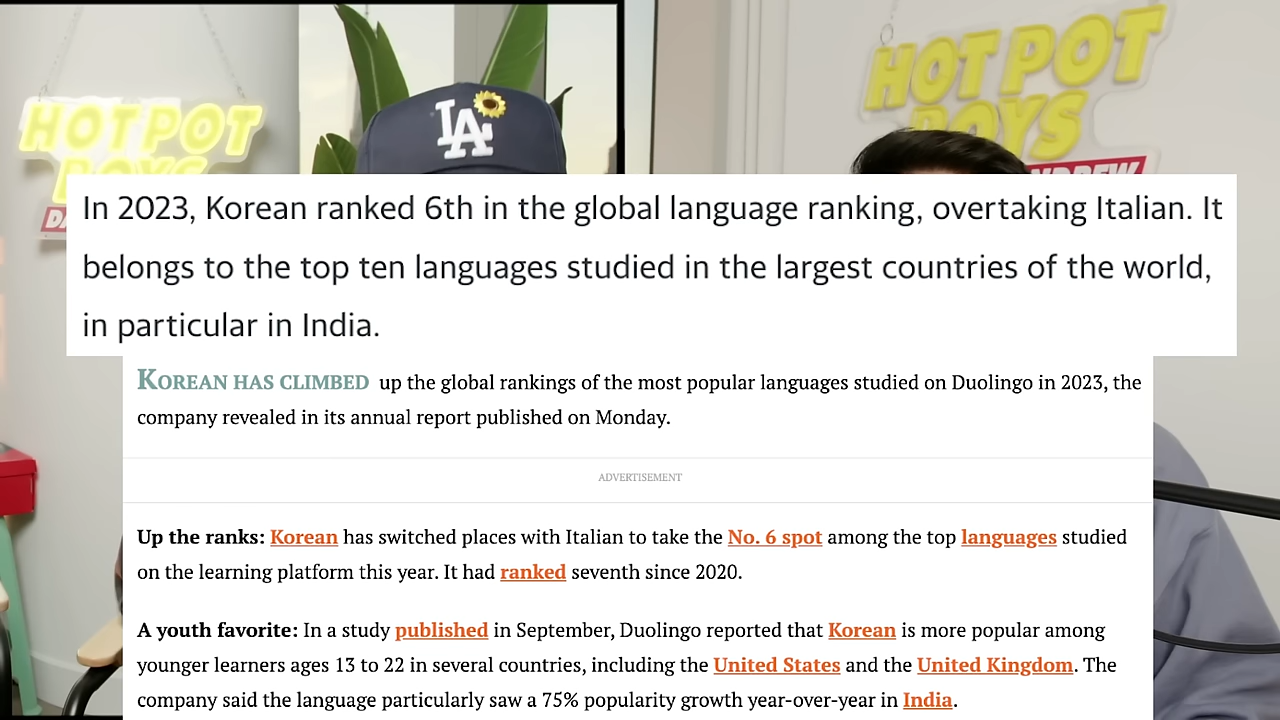 HOT POT
BOYS
DA
LA
HOT POT
BOYS
ANDREW
In 2023, Korean ranked 6th in the global language ranking, overtaking Italian. It
belongs to the top ten languages studied in the largest countries of the world,
in particular in India.
KOREAN HAS CLIMBED up the global rankings of the most popular languages studied on Duolingo in 2023, the
company revealed in its annual report published on Monday.
ADVERTISEMENT
Up the ranks: Korean has switched places with Italian to take the No. 6 spot among the top languages studied
on the learning platform this year. It had ranked seventh since 2020.
A youth favorite: In a study published in September, Duolingo reported that Korean is more popular among
younger learners ages 13 to 22 in several countries, including the United States and the United Kingdom. The
company said the language particularly saw a 75% popularity growth year-over-year in India.